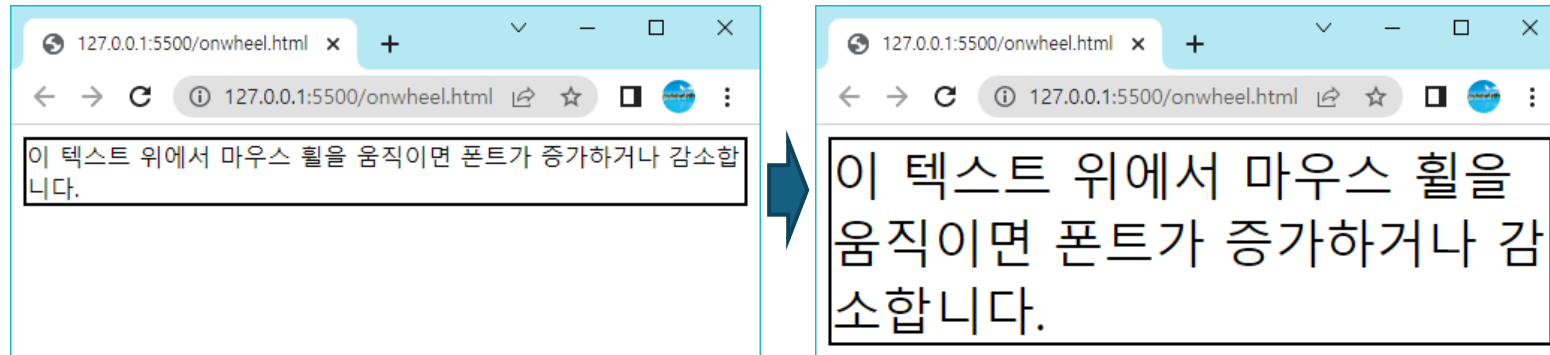 127.0.0.1:5500/onwheel.html
127.0.0.1:5500/onwheel.html
이 텍스트 위에서 마우스 휠을 움직이면 폰트가 증가하거나 감소합
니다.
127.0.0.1:5500/onwheel.html
127.0.0.1:5500/onwheel.html
이 텍스트 위에서 마우스 휠을
움직이면 폰트가 증가하거나 감
소합니다.